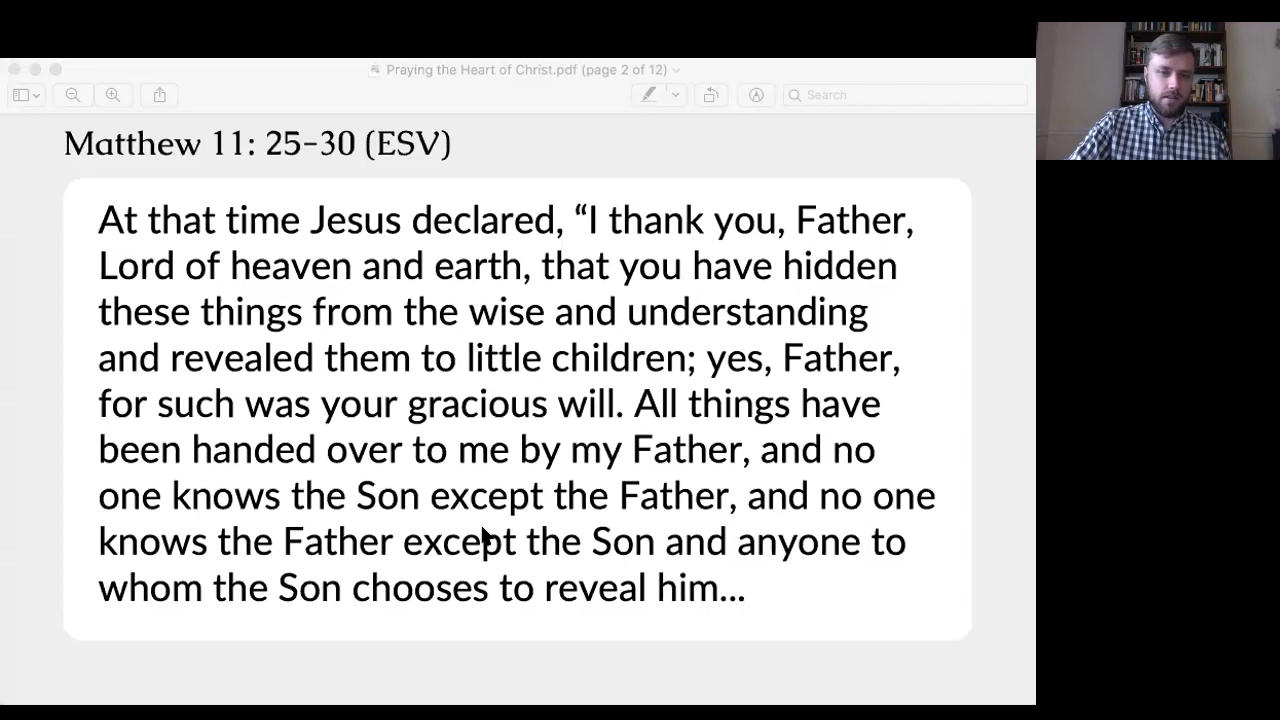 Praying the Heart of Christ.pdf (page 2 of 12)
Search
Matthew 11: 25-30 (ESV)
At that time Jesus declared, “I thank you, Father,
Lord of heaven and earth, that you have hidden
these things from the wise and understanding
and revealed them to little children; yes, Father,
for such was your gracious will. All things have
been handed over to me by my Father, and no
one knows the Son except the Father, and no one
knows the Father except the Son and anyone to
whom the Son chooses to reveal him...